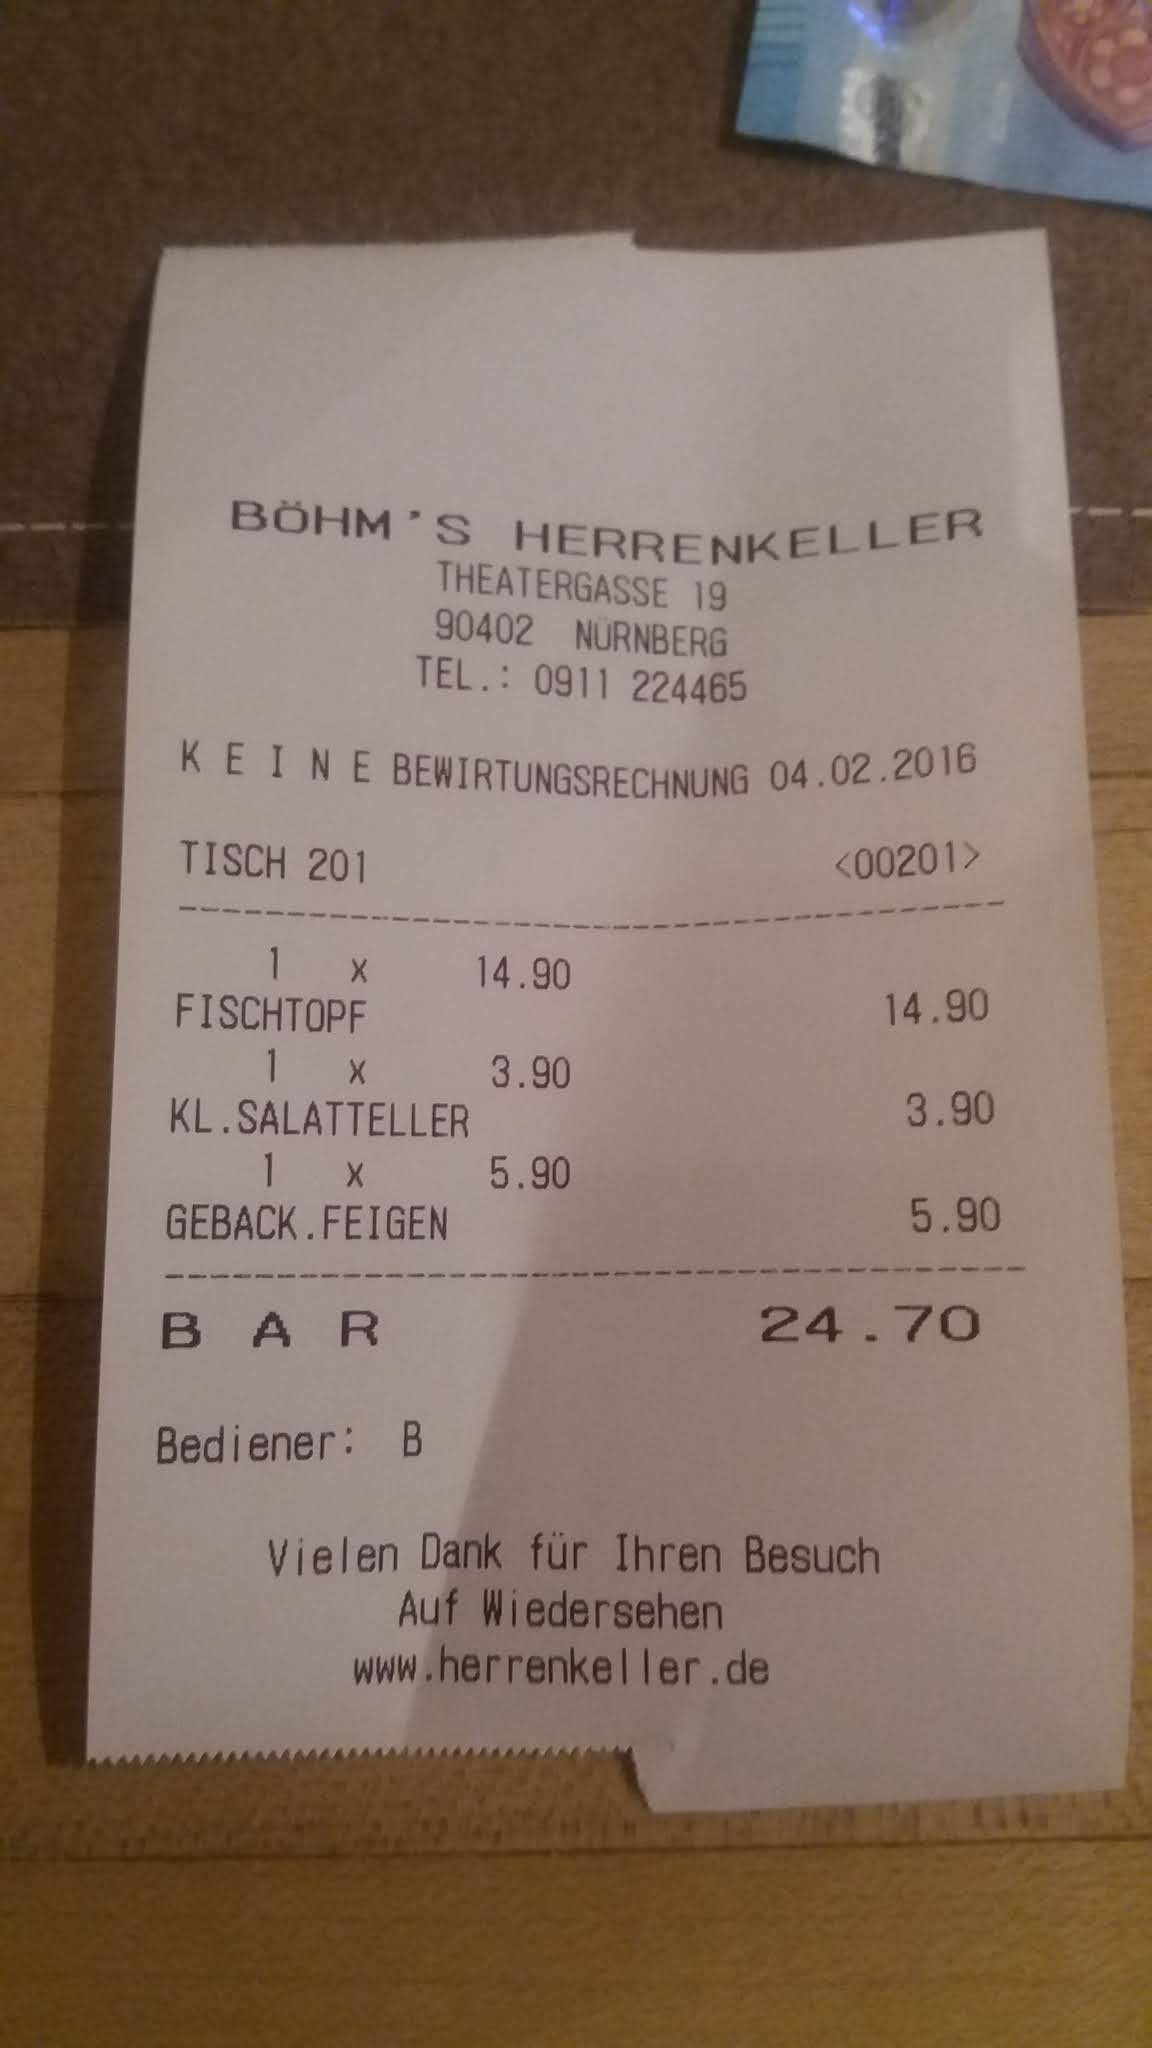 BÖHM'S HERRENKELLER
THEATERGASSE 19
90402 NÜRNBERG
TEL.: 0911 224465
K E I N E BEWIRTUNGSRECHNUNG 04.02.2016
TISCH 201 <00201>
1 x 14.90
FISCHTOPF 14.90
1 x 3.90
KL.SALATTELLER 3.90
1 x 5.90
GEBACK.FEIGEN 5.90
B A R 24.70
Bediener: B
Vielen Dank für Ihren Besuch
Auf Wiedersehen
www.herrenkeller.de